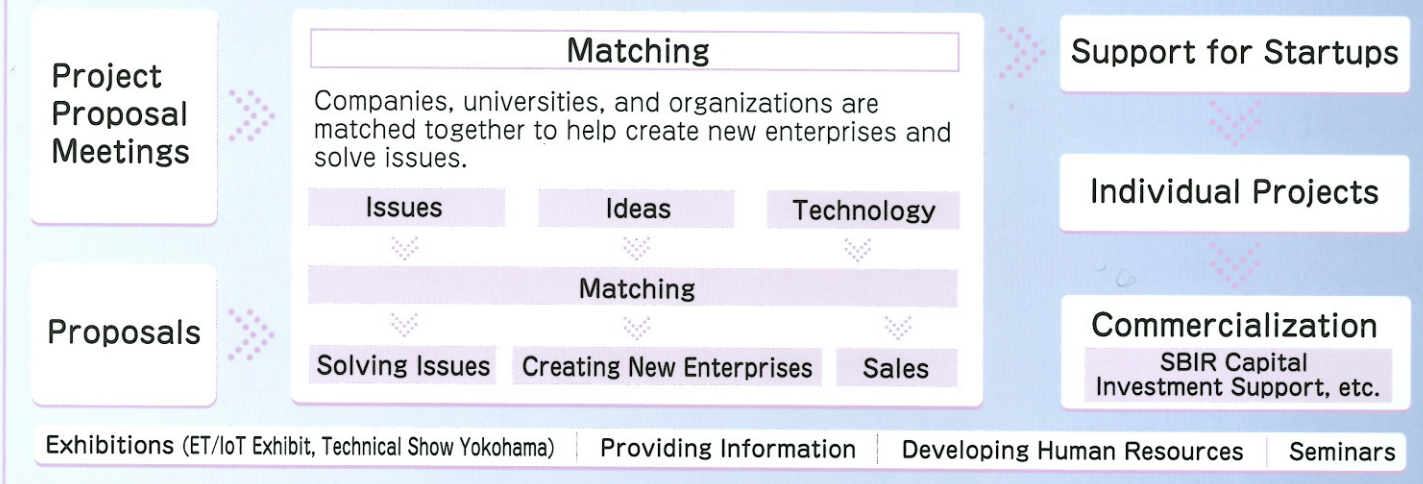 Project
Proposal
Meetings
Proposals
Matching
Companies, universities, and organizations are
matched together to help create new enterprises and
solve issues.
Issues
Ideas
Technology
Matching
Solving Issues
Creating New Enterprises
Sales
Support for Startups
Individual Projects
Commercialization
SBIR Capital
Investment Support, etc.
Exhibitions (ET/IoT Exhibit, Technical Show Yokohama)
Providing Information
Developing Human Resources
Seminars